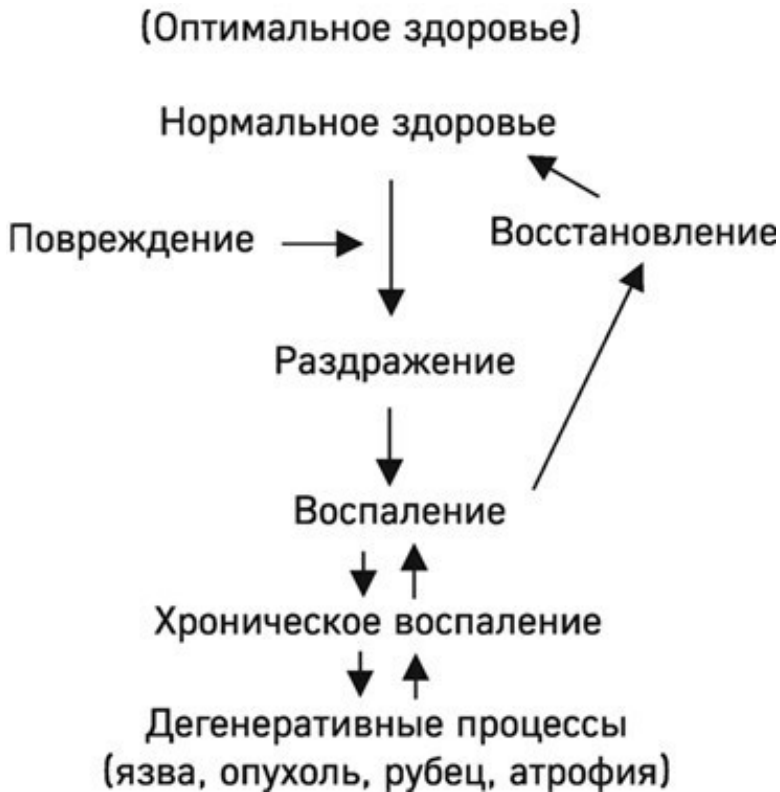 (Оптимальное здоровье)
Нормальное здоровье
Повреждение
Восстановление
Раздражение
Воспаление
Хроническое воспаление
Дегенеративные процессы
(язва, опухоль, рубец, атрофия)